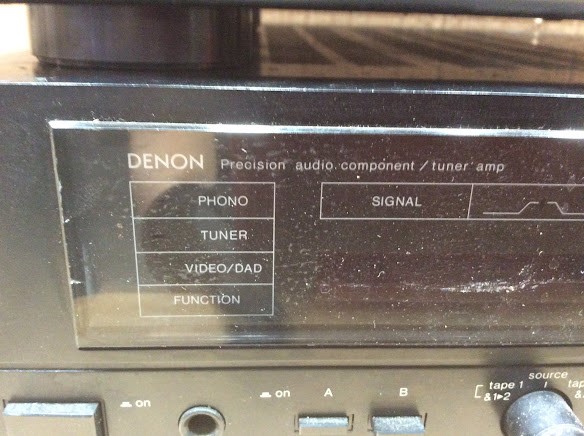 DENON Precision audio component / tuner amp
PHONO
SIGNAL
TUNER
VIDEO/DAD
FUNCTION
on
on
A
B
tape 1
&1▸2
source
tap
&